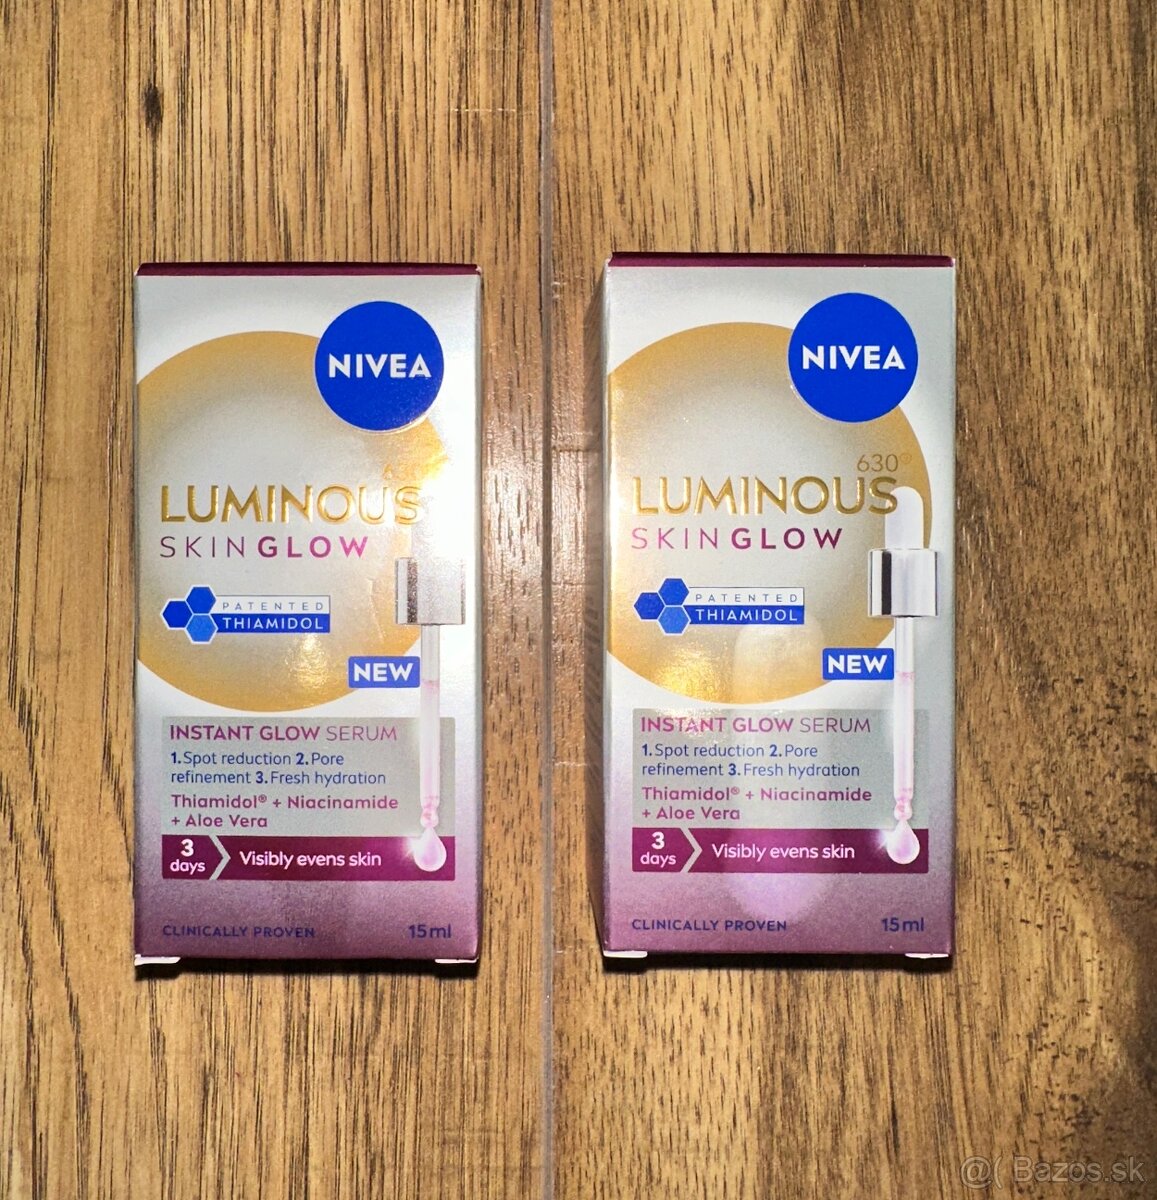 NIVEA
LUMINOUS
SKIN GLOW
PATENTED
THIAMIDOL
NEW
INSTANT GLOW SERUM
1.Spot reduction 2.Pore
refinement 3.Fresh hydration
Thiamidol® + Niacinamide
+ Aloe Vera
3
days
Visibly evens skin
CLINICALLY PROVEN
15ml
NIVEA
630®
LUMINOUS
SKIN GLOW
PATENTED
THIAMIDOL
NEW
INSTANT GLOW SERUM
1.Spot reduction 2.Pore
refinement 3.Fresh hydration
Thiamidol® + Niacinamide
+ Aloe Vera
3
days
Visibly evens skin
CLINICALLY PROVEN
15ml
@( Bazos.sk